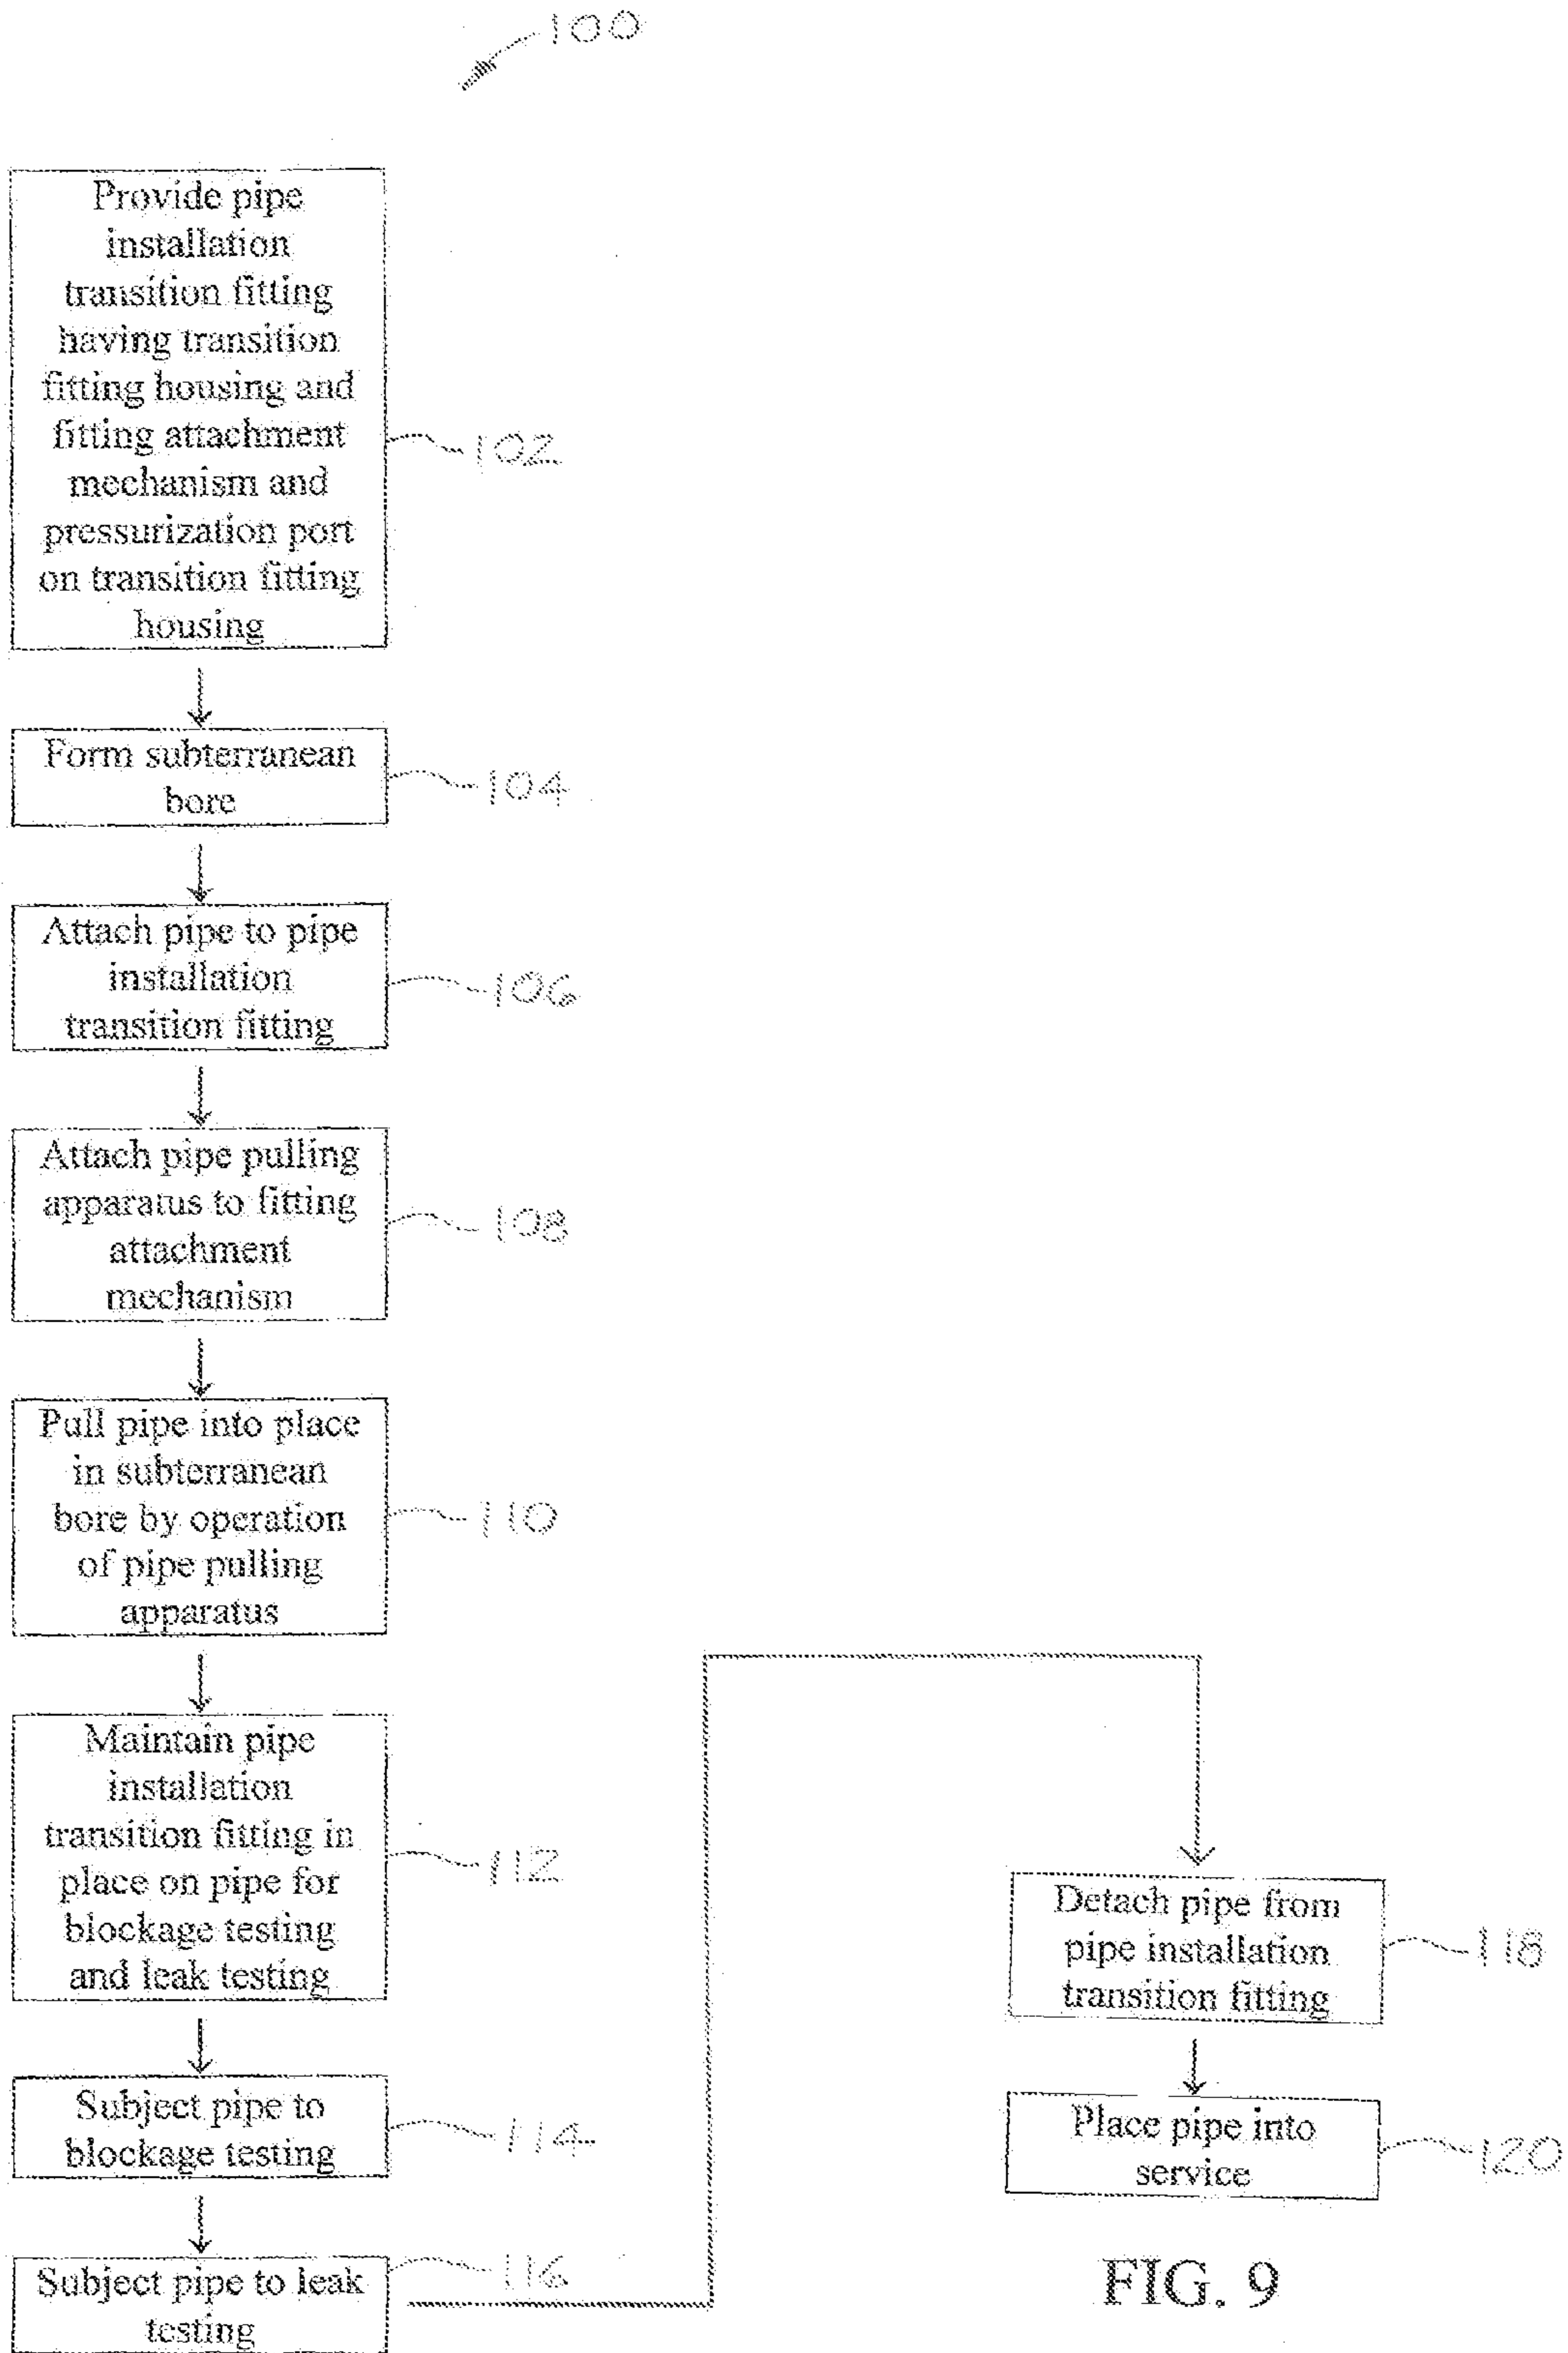 100
Provide pipe
installation
transition fitting
having transition
fitting housing and
fitting attachment
mechanism and
pressurization port
on transition fitting
housing
102
Form subterranean
bore
104
Attach pipe to pipe
installation
transition fitting
106
Attach pipe pulling
apparatus to fitting
attachment
mechanism
108
Pull pipe into place
in subterranean
bore by operation
of pipe pulling
apparatus
110
Maintain pipe
installation
transition fitting in
place on pipe for
blockage testing
and leak testing
112
Subject pipe to
blockage testing
114
Subject pipe to leak
testing
116
Detach pipe from
pipe installation
transition fitting
118
Place pipe into
service
120
FIG. 9